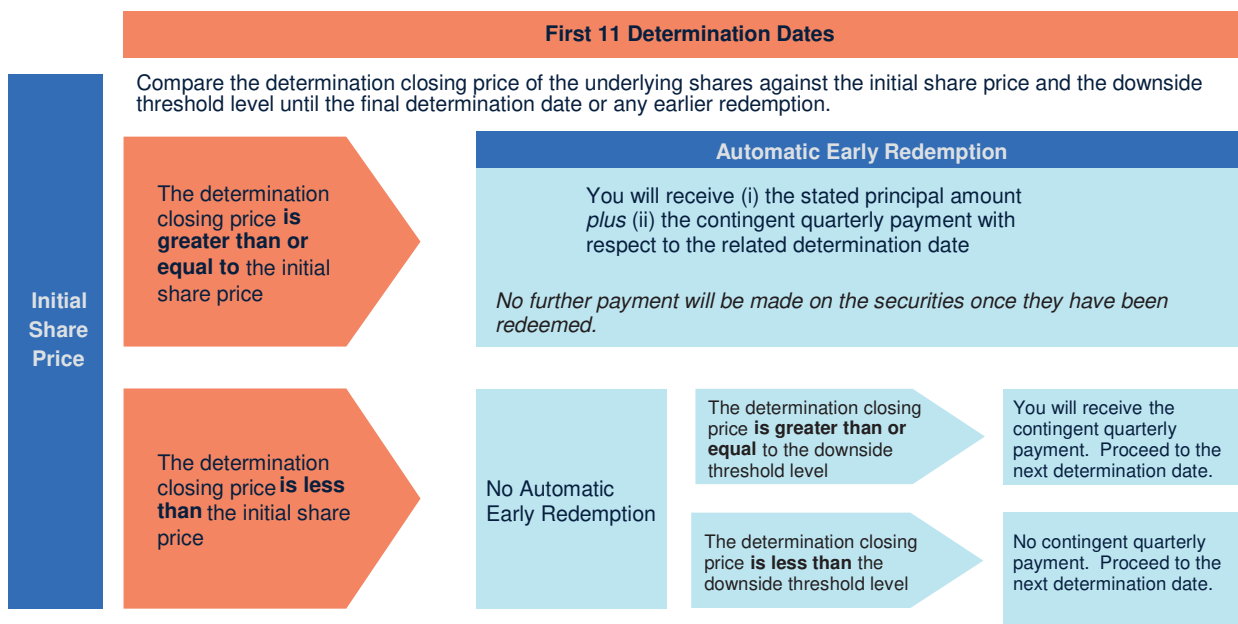 First 11 Determination Dates
Compare the determination closing price of the underlying shares against the initial share price and the downside
threshold level until the final determination date or any earlier redemption.
Initial
Share
Price
The determination
closing price is
greater than or
equal to the initial
share price
Automatic Early Redemption
You will receive (i) the stated principal amount
plus (ii) the contingent quarterly payment with
respect to the related determination date
No further payment will be made on the securities once they have been
redeemed.
The determination
closing price is less
than the initial share
price
No Automatic
Early Redemption
The determination closing
price is greater than or
equal to the downside
threshold level
You will receive the
contingent quarterly
payment. Proceed to the
next determination date.
The determination closing
price is less than the
downside threshold level
No contingent quarterly
payment. Proceed to the
next determination date.